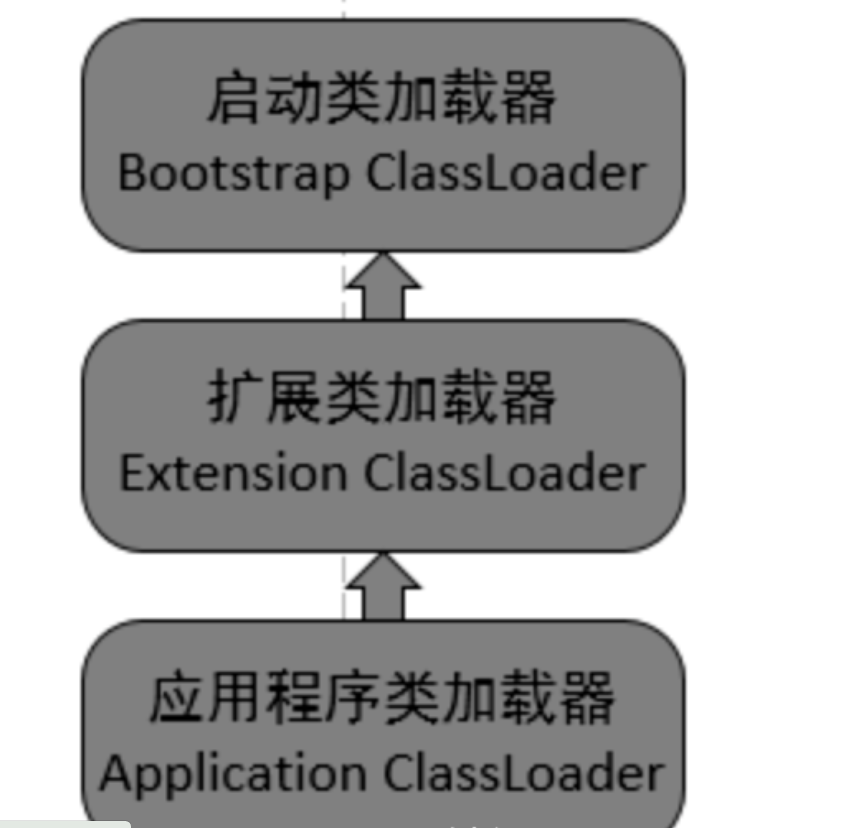 启动类加载器
Bootstrap ClassLoader
扩展类加载器
Extension ClassLoader
应用程序类加载器
Application ClassLoader